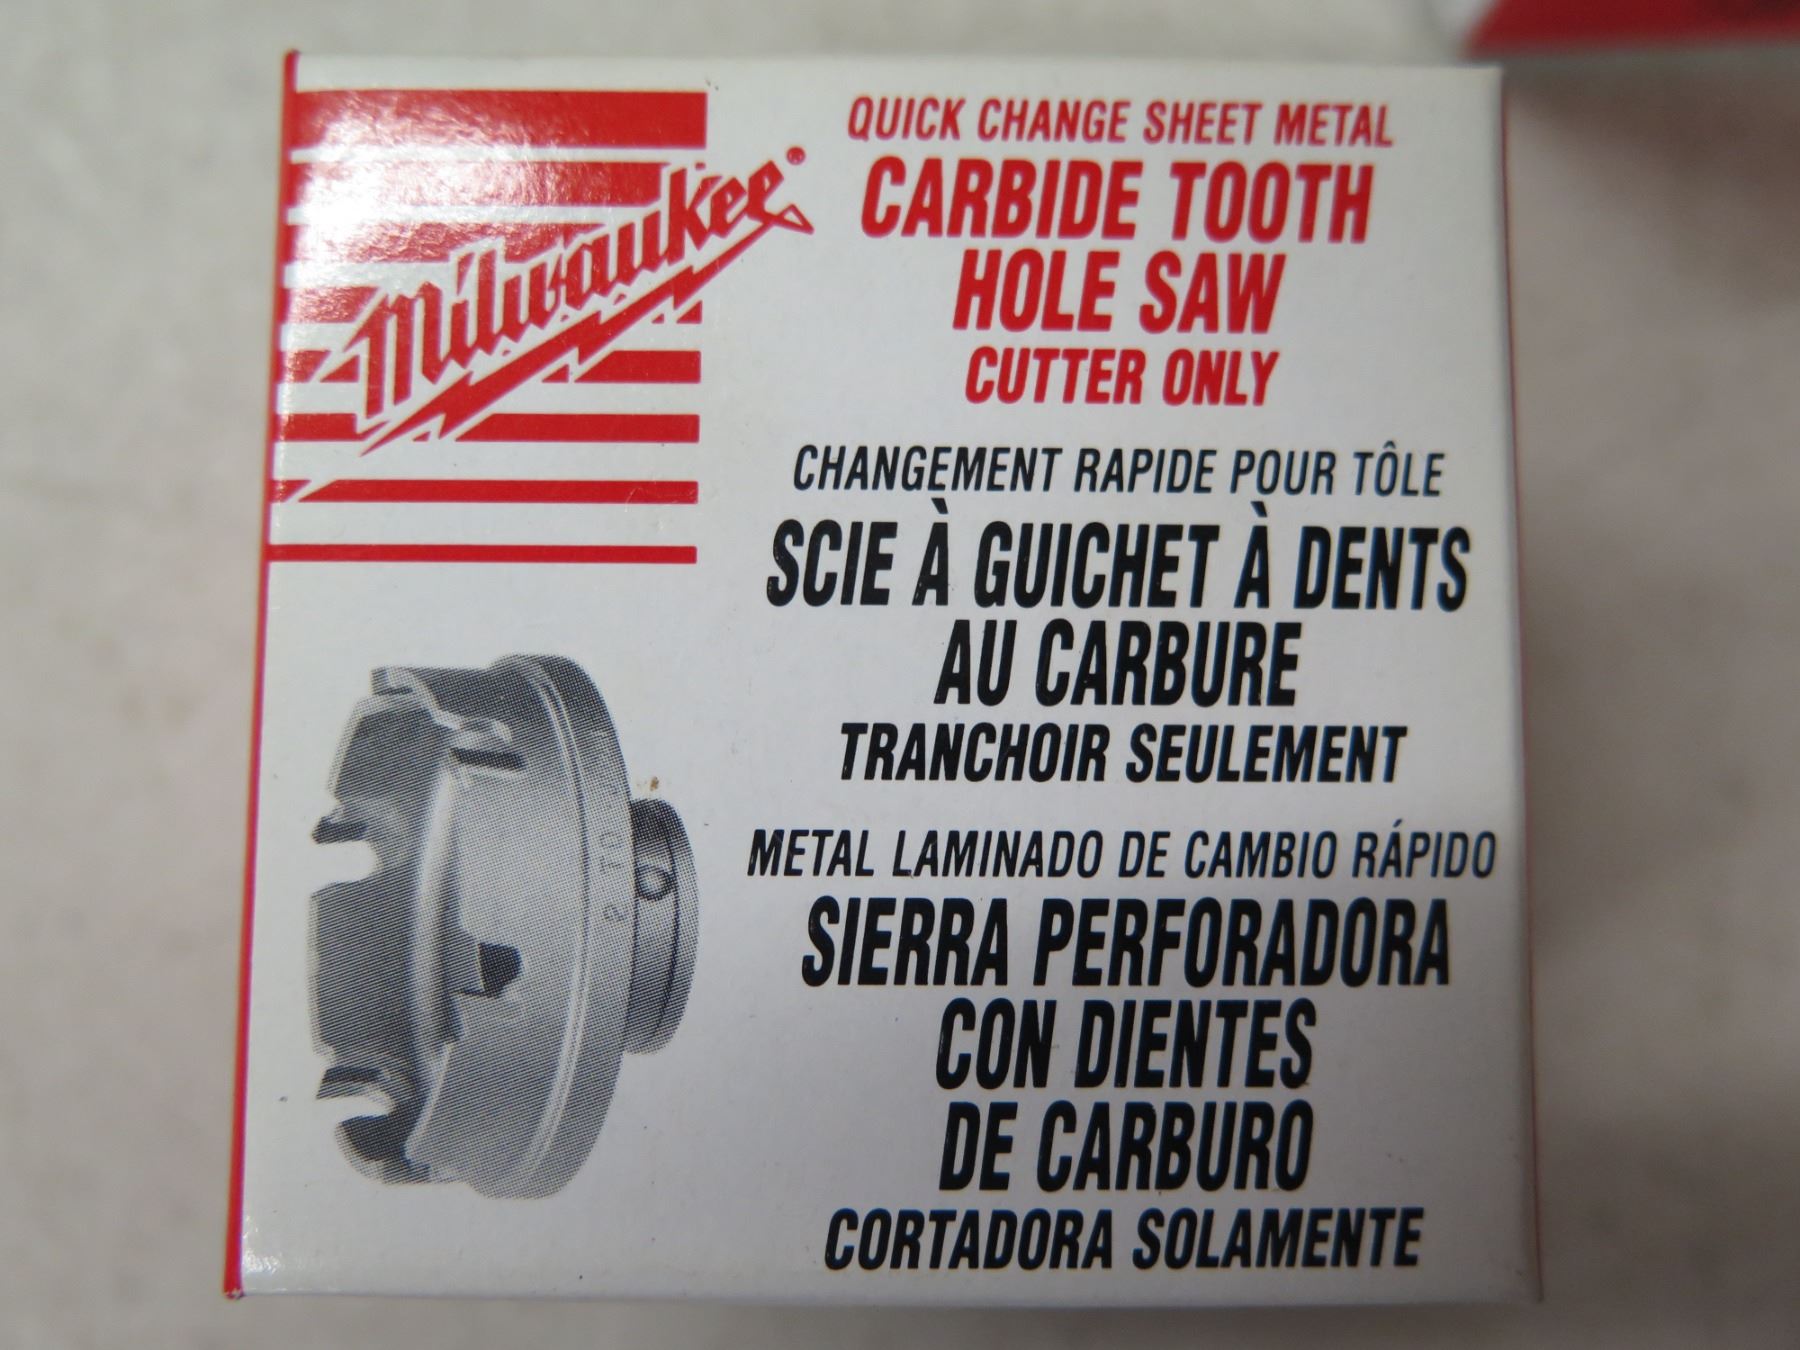 Milwaukee®
QUICK CHANGE SHEET METAL
CARBIDE TOOTH
HOLE SAW
CUTTER ONLY
CHANGEMENT RAPIDE POUR TÔLE
SCIE À GUICHET À DENTS
AU CARBURE
TRANCHOIR SEULEMENT
METAL LAMINADO DE CAMBIO RÁPIDO
SIERRA PERFORADORA
CON DIENTES
DE CARBURO
CORTADORA SOLAMENTE